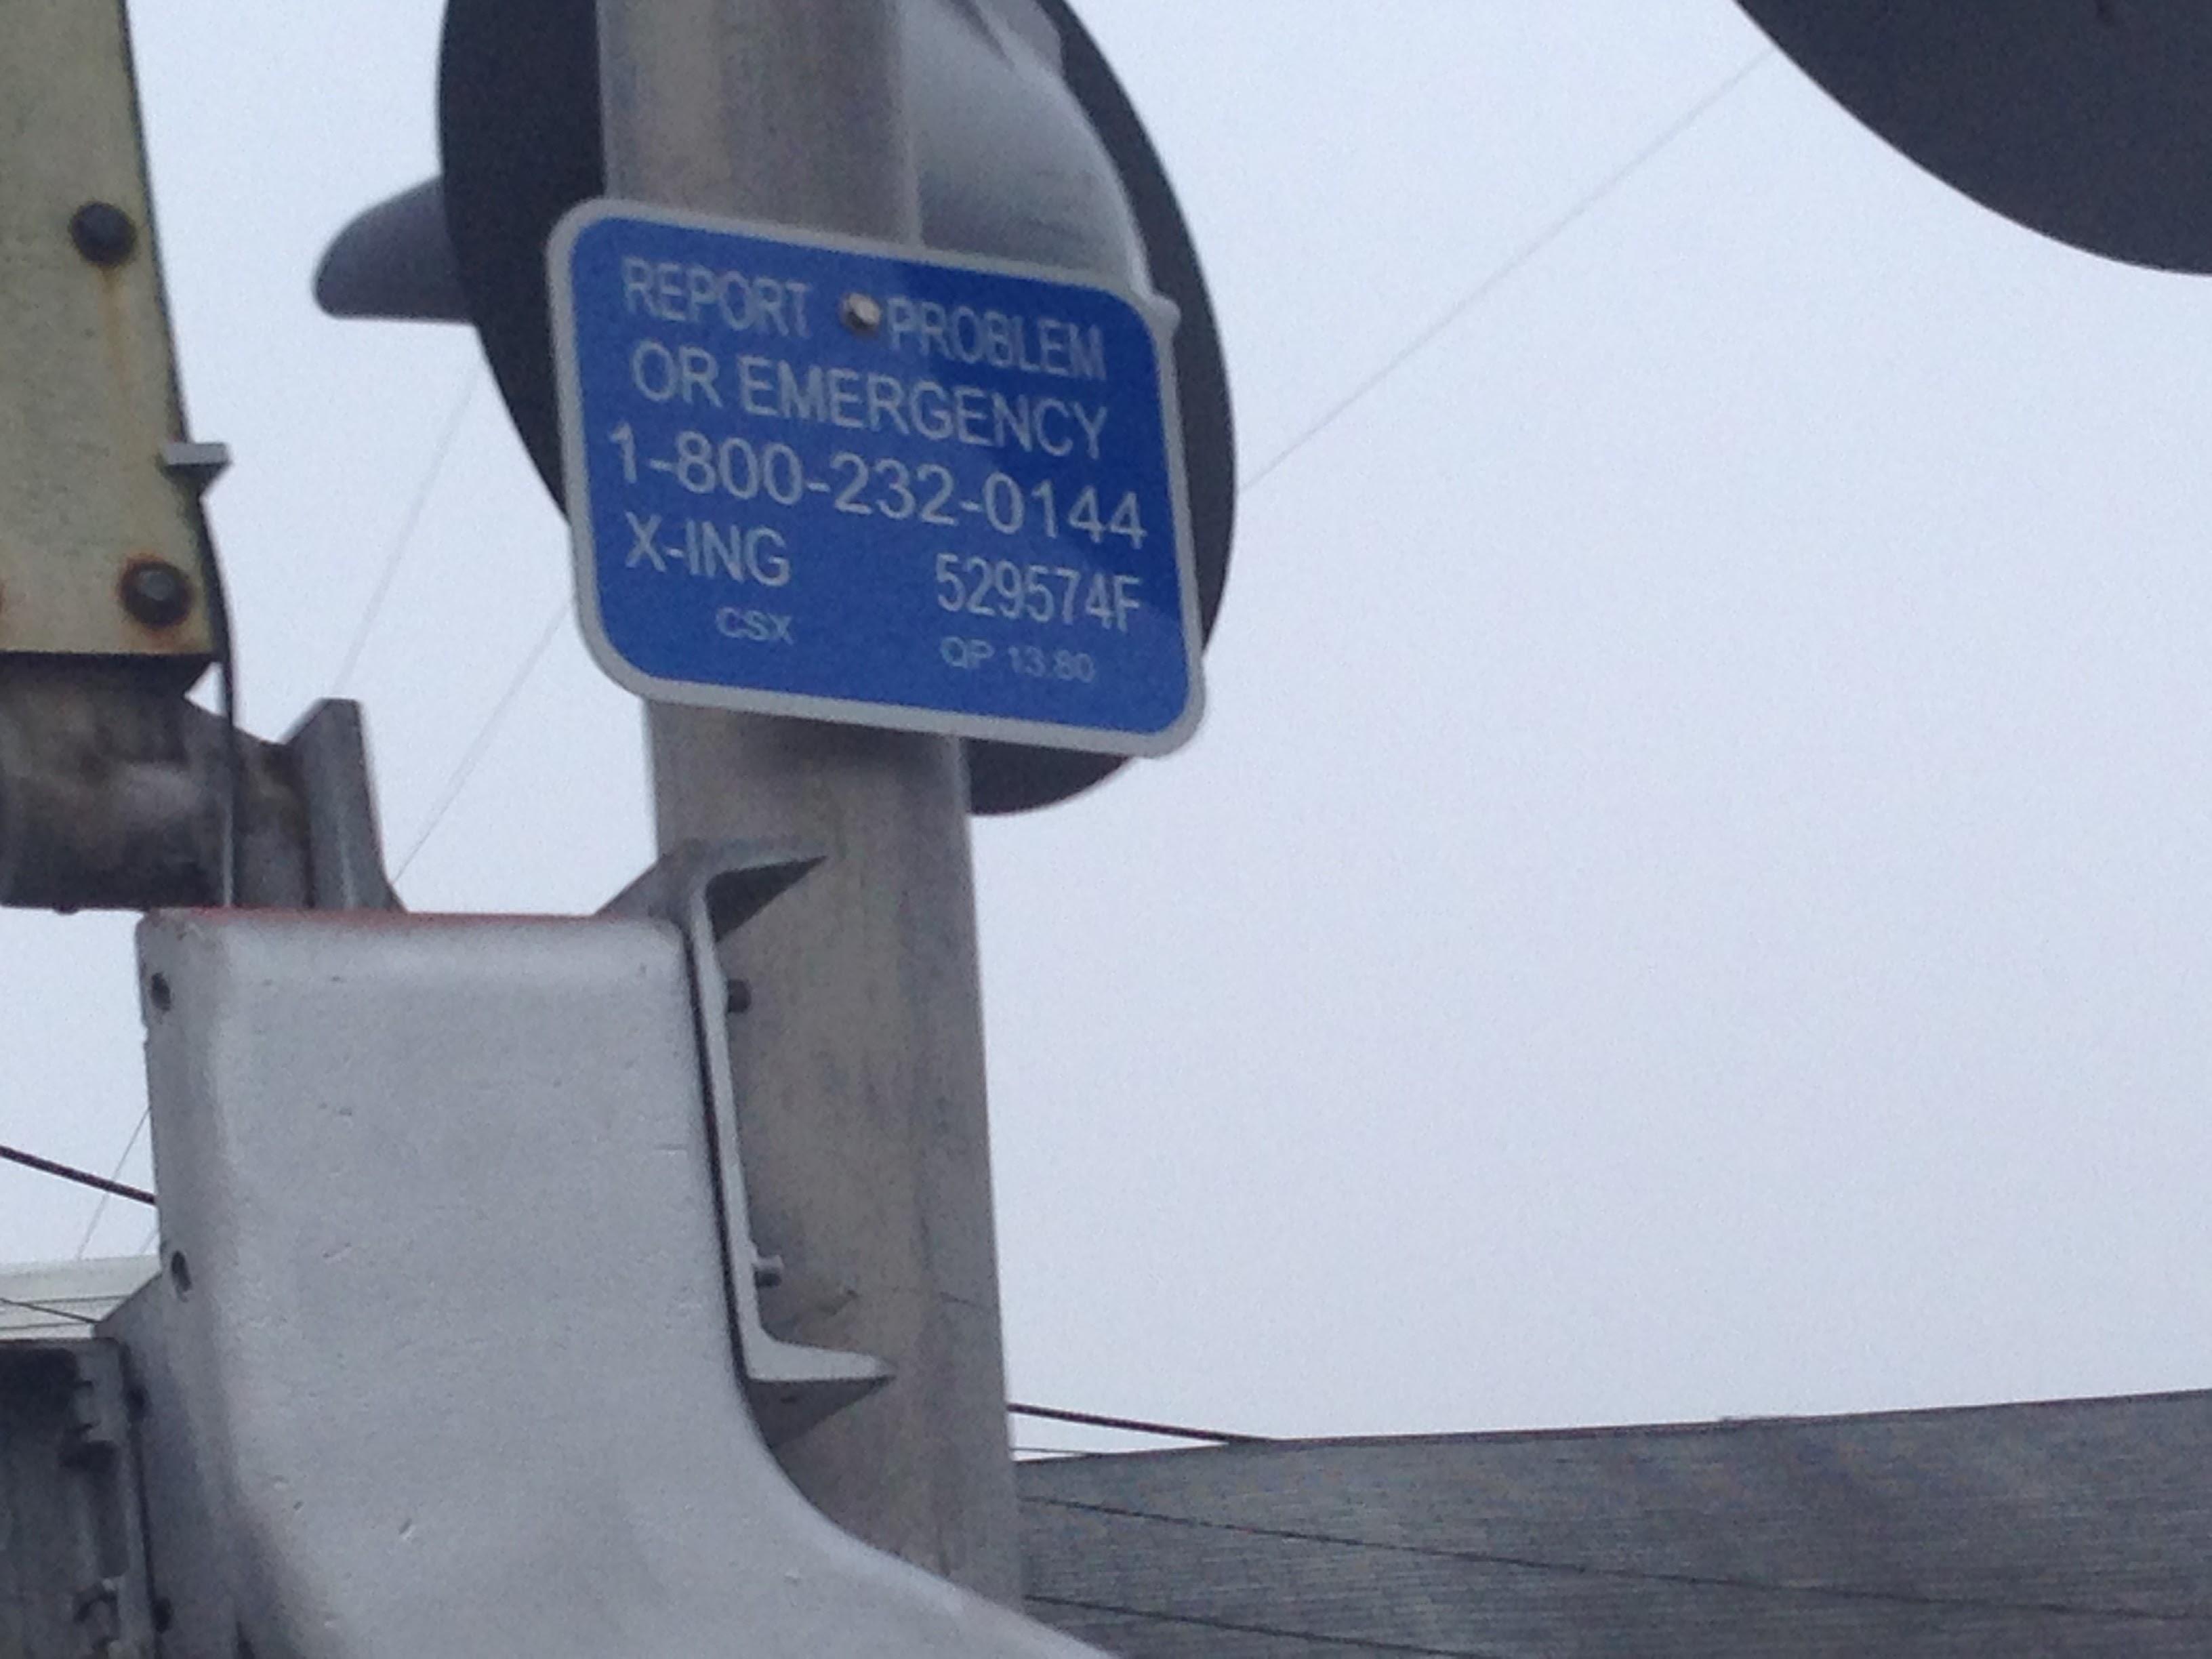 REPORT PROBLEM
OR EMERGENCY
1-800-232-0144
X-ING 529574F
CSX QP 13.80